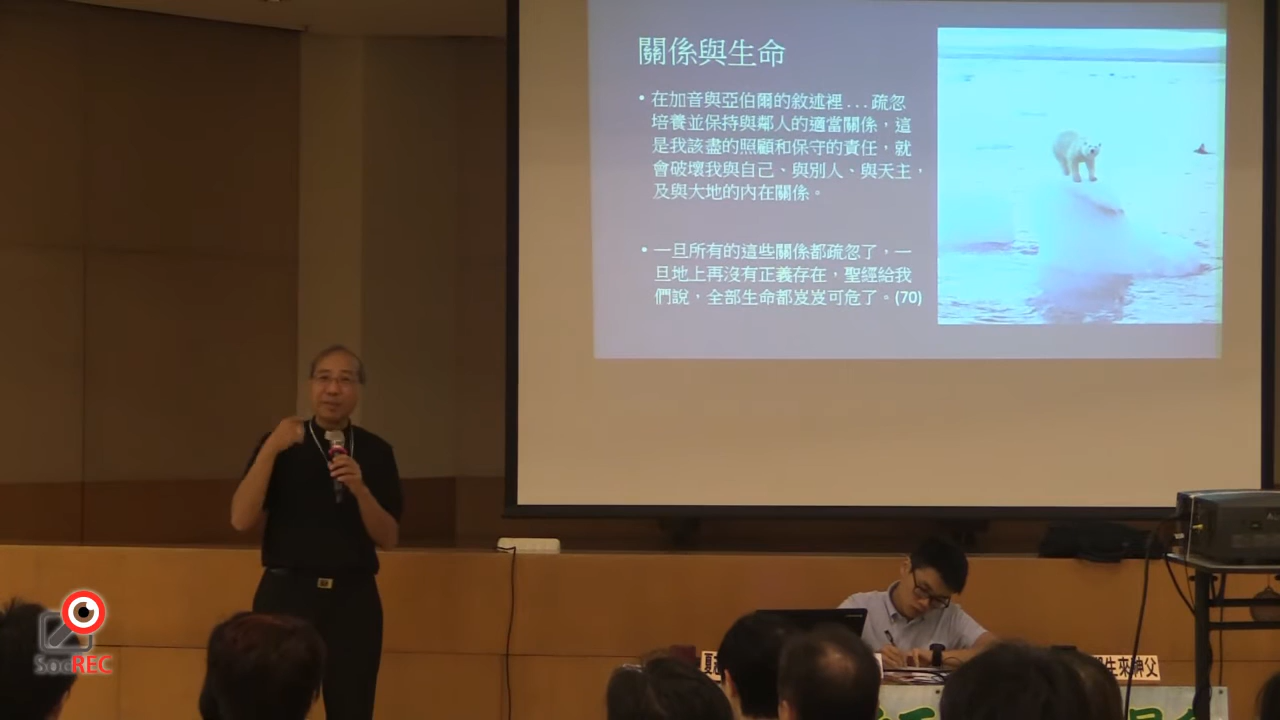 關係與生命
• 在加音與亞伯爾的敘述裡...疏忽
培養並保持與鄰人的適當關係，這
是我該盡的照顧和保守的責任，就
會破壞我與自己、與別人、與天主，
及與大地的內在關係。
• 一旦所有的這些關係都疏忽了，一
旦地上再沒有正義存在，聖經給我
們說，全部生命都岌岌可危了。(70)
SocREC
夏
生來神父